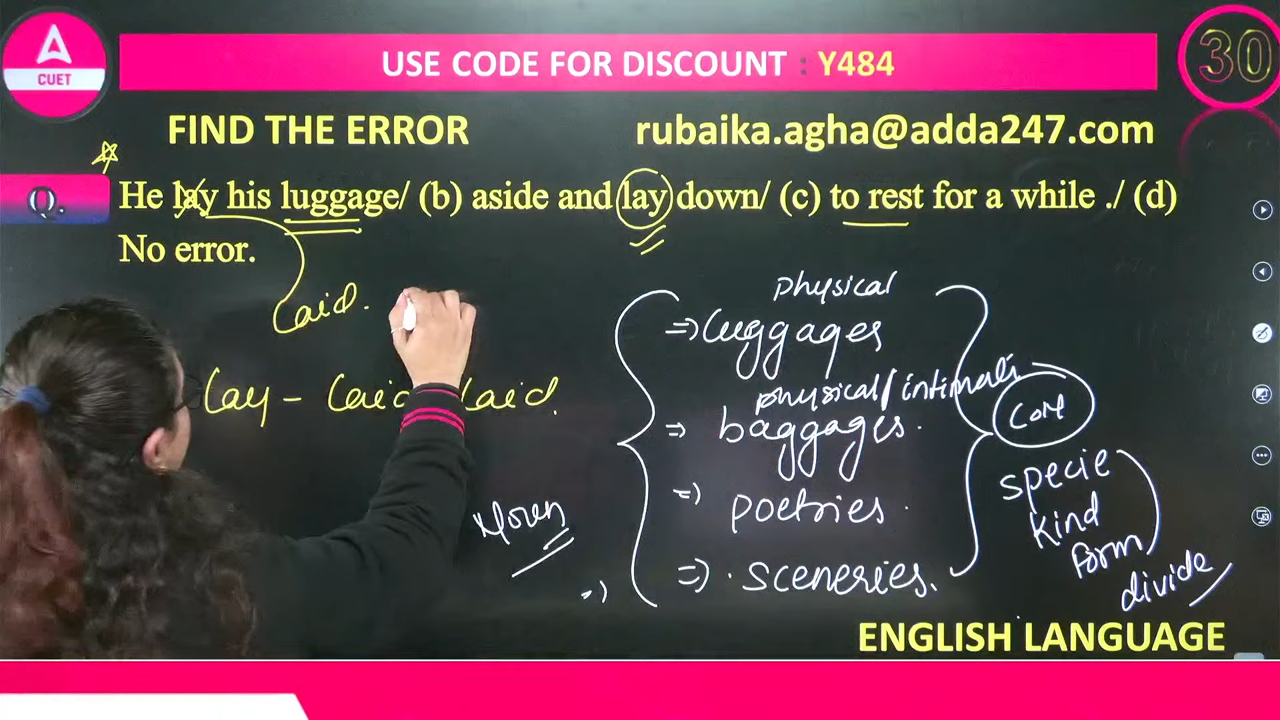 CUET
USE CODE FOR DISCOUNT : Y484
30
FIND THE ERROR
rubaika.agha@adda247.com
Q.
He lay his luggage/ (b) aside and lay down/ (c) to rest for a while ./ (d)
No error.
Laid.
Lay - Laid Laid.
physical
=> luggages
physical/
=> baggages.
=> poetries.
=> . sceneries.
Noun
=>
specie
kind
form
divide
ENGLISH LANGUAGE